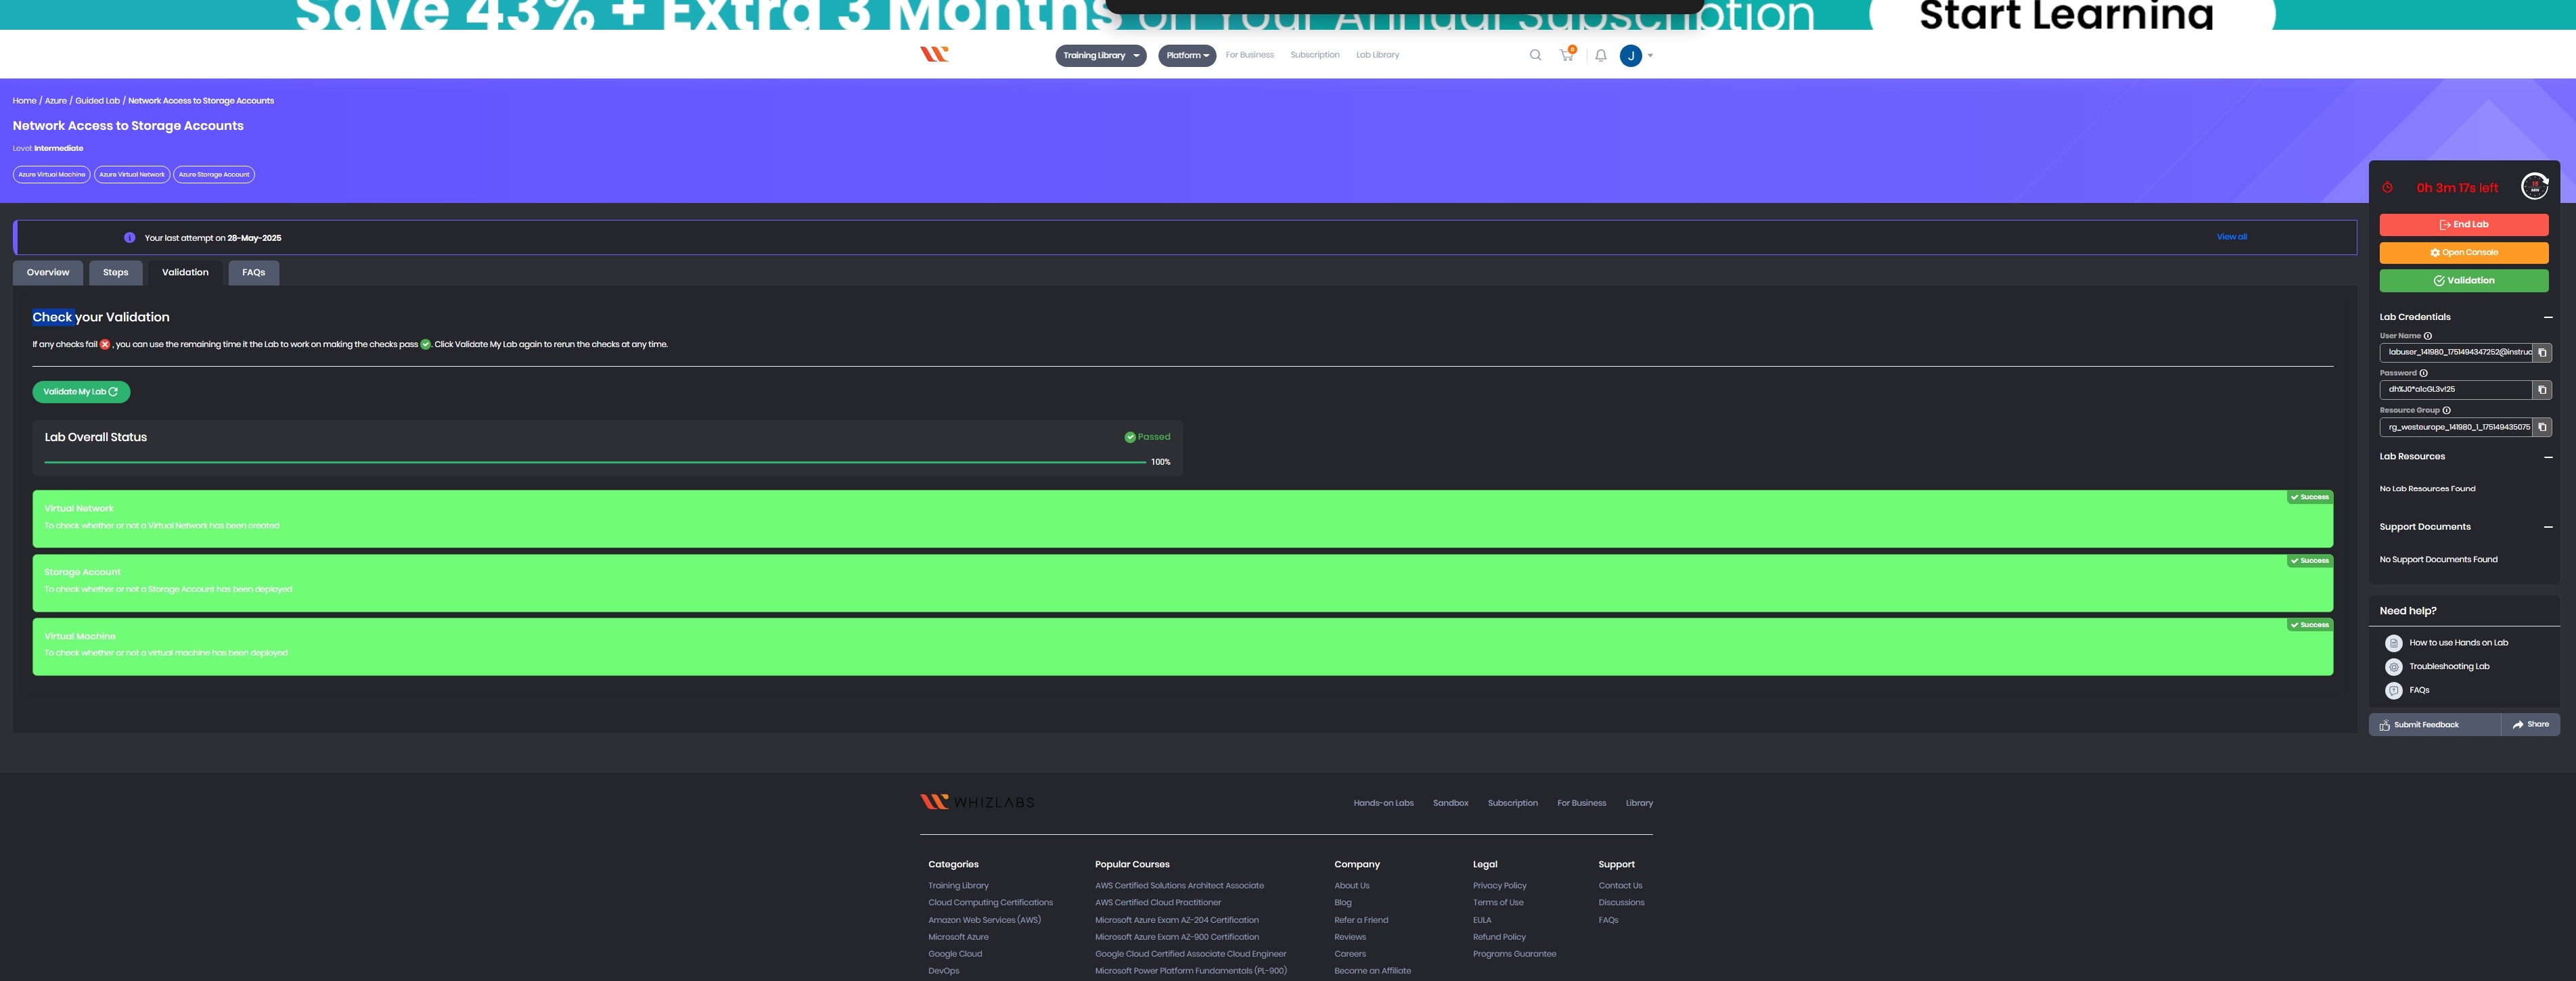 Save 43% + Extra 3 Months on Your Annual Subscription
Start Learning
Training Library
Platform
For Business
Subscription
Lab Library
0
J
Home / Azure / Guided Lab / Network Access to Storage Accounts
Network Access to Storage Accounts
Level: Intermediate
Azure Virtual Machine
Azure Virtual Network
Azure Storage Account
0h 3m 17s left
Your last attempt on 28-May-2025
View all
End Lab
Open Console
Validation
Overview
Steps
Validation
FAQs
Check your Validation
If any checks fail , you can use the remaining time it the Lab to work on making the checks pass . Click Validate My Lab again to rerun the checks at any time.
Validate My Lab
Lab Overall Status
Passed
100%
Virtual Network
To check whether or not a Virtual Network has been created
Success
Storage Account
To check whether or not a Storage Account has been deployed
Success
Virtual Machine
To check whether or not a virtual machine has been deployed
Success
Lab Credentials
User Name
labuser_141980_1751494347252@instruc
Password
dh%J0*a1cGL3v!25
Resource Group
rg_westeurope_141980_1_175149435075
Lab Resources
No Lab Resources Found
Support Documents
No Support Documents Found
Need help?
How to use Hands on Lab
Troubleshooting Lab
FAQs
Submit Feedback
Share
WHIZLABS
Hands-on Labs
Sandbox
Subscription
For Business
Library
Categories
Training Library
Cloud Computing Certifications
Amazon Web Services (AWS)
Microsoft Azure
Google Cloud
DevOps
Popular Courses
AWS Certified Solutions Architect Associate
AWS Certified Cloud Practitioner
Microsoft Azure Exam AZ-204 Certification
Microsoft Azure Exam AZ-900 Certification
Google Cloud Certified Associate Cloud Engineer
Microsoft Power Platform Fundamentals (PL-900)
Company
About Us
Blog
Refer a Friend
Reviews
Careers
Become an Affiliate
Legal
Privacy Policy
Terms of Use
EULA
Refund Policy
Programs Guarantee
Support
Contact Us
Discussions
FAQs